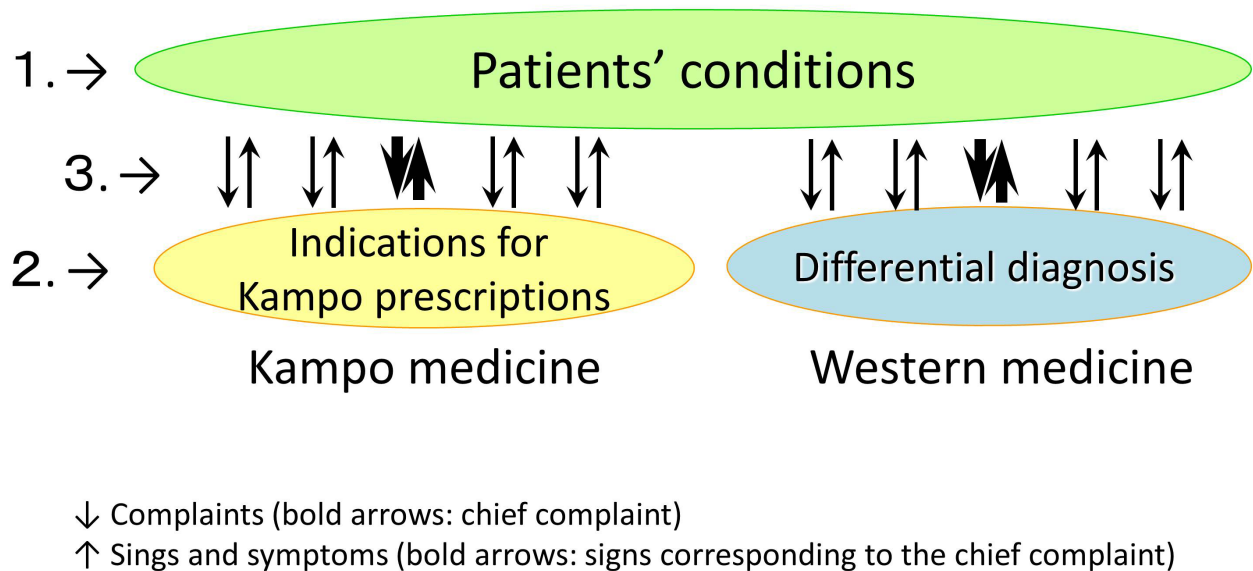 1.→ Patients’ conditions
3.→
2.→
Indications for
Kampo prescriptions
Differential diagnosis
Kampo medicine
Western medicine
↓ Complaints (bold arrows: chief complaint)
↑ Sings and symptoms (bold arrows: signs corresponding to the chief complaint)